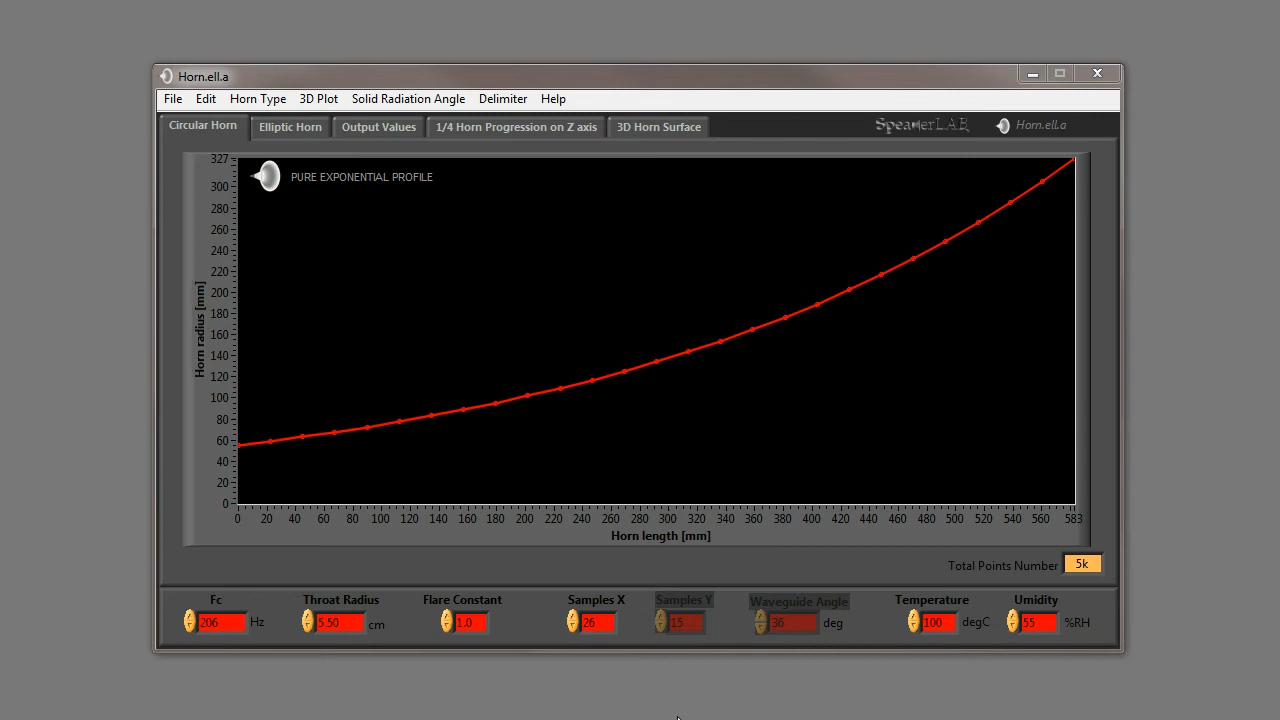 Horn.ell.a
File Edit Horn Type 3D Plot Solid Radiation Angle Delimiter Help
Circular Horn Elliptic Horn Output Values 1/4 Horn Progression on Z axis 3D Horn Surface SpeakerLAB Horn.ell.a
PURE EXPONENTIAL PROFILE
327
300
280
260
240
220
200
180
160
140
120
100
80
60
40
20
0
Horn radius [mm]
0 20 40 60 80 100 120 140 160 180 200 220 240 260 280 300 320 340 360 380 400 420 440 460 480 500 520 540 560 583
Horn length [mm]
Total Points Number 5k
Fc Throat Radius Flare Constant Samples X Samples Y Waveguide Angle Temperature Umidity
206 Hz 5.50 cm 1.0 26 15 36 deg 100 degC 55 %RH